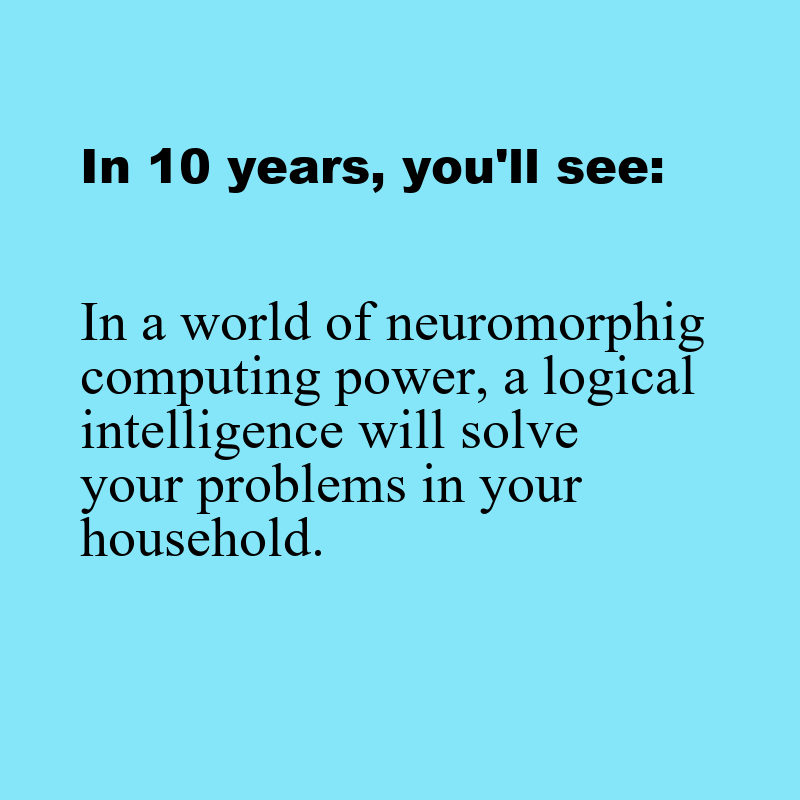 In 10 years, you'll see:
In a world of neuromorphig
computing power, a logical
intelligence will solve
your problems in your
household.